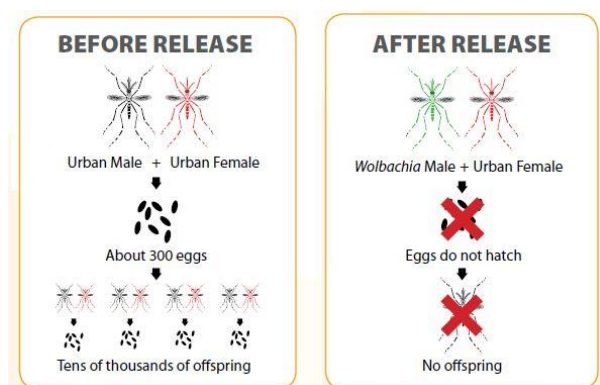 BEFORE RELEASE
Urban Male + Urban Female
About 300 eggs
Tens of thousands of offspring
AFTER RELEASE
Wolbachia Male + Urban Female
Eggs do not hatch
No offspring